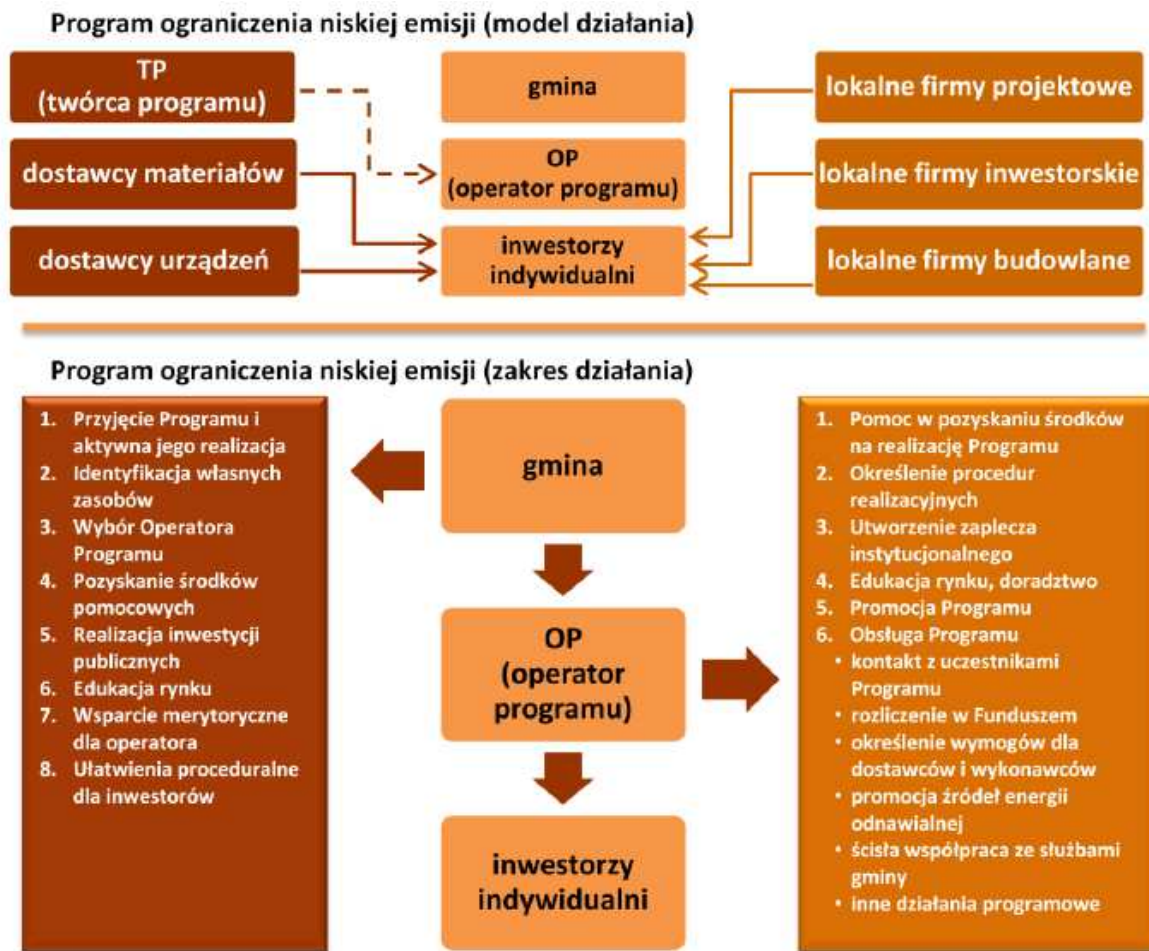 Program ograniczenia niskiej emisji (model działania)
TP
(twórca programu)
gmina
lokalne firmy projektowe
dostawcy materiałów
OP
(operator programu)
lokalne firmy inwestorskie
dostawcy urządzeń
inwestorzy
indywidualni
lokalne firmy budowlane
Program ograniczenia niskiej emisji (zakres działania)
1. Przyjęcie Programu i
aktywna jego realizacja
2. Identyfikacja własnych
zasobów
3. Wybór Operatora
Programu
4. Pozyskanie środków
pomocowych
5. Realizacja inwestycji
publicznych
6. Edukacja rynku
7. Wsparcie merytoryczne
dla operatora
8. Ułatwienia proceduralne
dla inwestorów
gmina
OP
(operator
programu)
inwestorzy
indywidualni
1. Pomoc w pozyskaniu środków
na realizację Programu
2. Określenie procedur
realizacyjnych
3. Utworzenie zaplecza
instytucjonalnego
4. Edukacja rynku, doradztwo
5. Promocja Programu
6. Obsługa Programu
• kontakt z uczestnikami
Programu
• rozliczenie w Funduszem
• określenie wymogów dla
dostawców i wykonawców
• promocja źródeł energii
odnawialnej
• ścisła współpraca ze służbami
gminy
• inne działania programowe